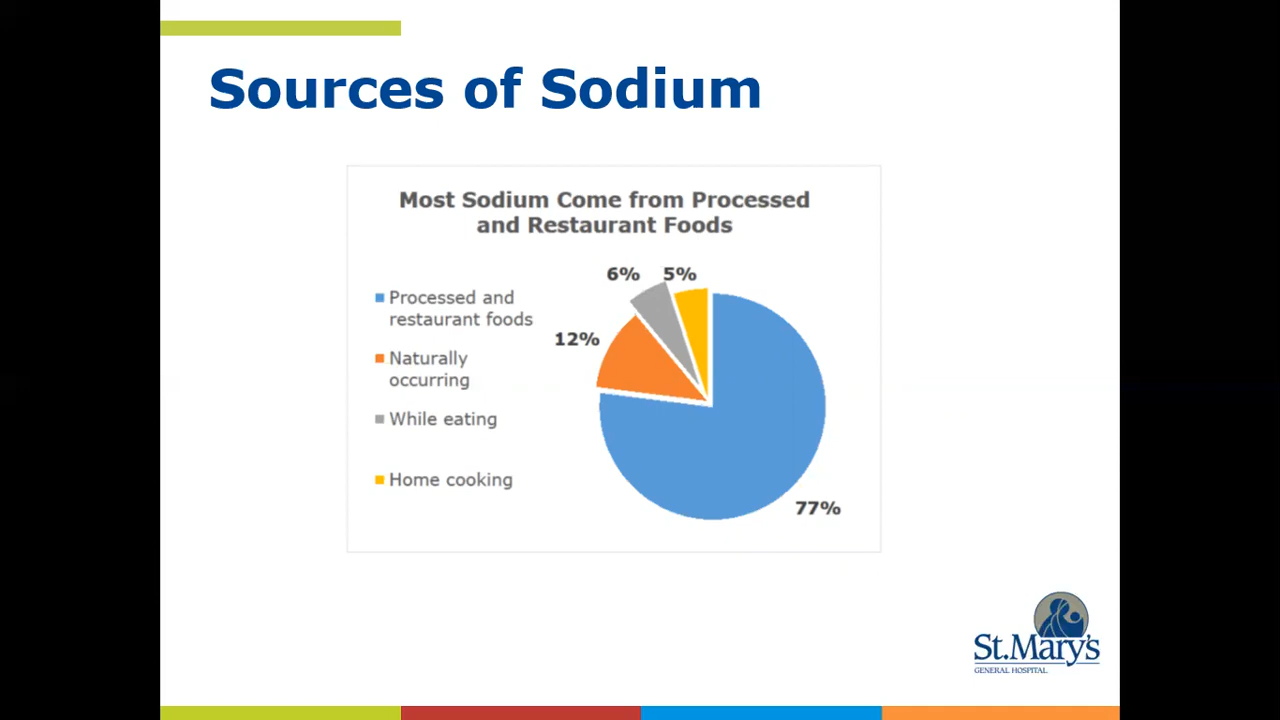 Sources of Sodium
Most Sodium Come from Processed
and Restaurant Foods
6%
5%
Processed and
restaurant foods
12%
Naturally
occurring
While eating
Home cooking
77%
St.Mary's
GENERAL HOSPITAL